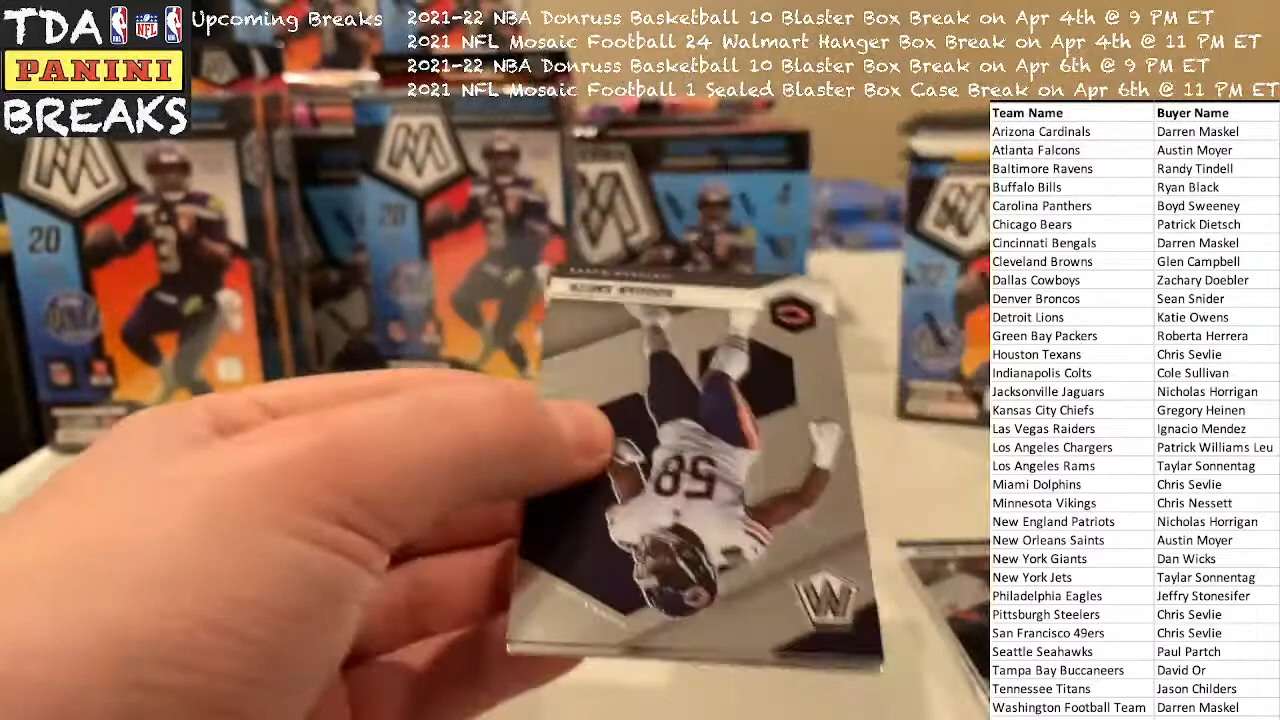 TDA
PANINI
BREAKS
Upcoming Breaks
2021-22 NBA Donruss Basketball 10 Blaster Box Break on Apr 4th @ 9 PM ET
2021 NFL Mosaic Football 24 Walmart Hanger Box Break on Apr 4th @ 11 PM ET
2021-22 NBA Donruss Basketball 10 Blaster Box Break on Apr 6th @ 9 PM ET
2021 NFL Mosaic Football 1 Sealed Blaster Box Case Break on Apr 6th @ 11 PM ET
Team Name Buyer Name
Arizona Cardinals Darren Maskel
Atlanta Falcons Austin Moyer
Baltimore Ravens Randy Tindell
Buffalo Bills Ryan Black
Carolina Panthers Boyd Sweeney
Chicago Bears Patrick Dietsch
Cincinnati Bengals Darren Maskel
Cleveland Browns Glen Campbell
Dallas Cowboys Zachary Doebler
Denver Broncos Sean Snider
Detroit Lions Katie Owens
Green Bay Packers Roberta Herrera
Houston Texans Chris Sevlie
Indianapolis Colts Cole Sullivan
Jacksonville Jaguars Nicholas Horrigan
Kansas City Chiefs Gregory Heinen
Las Vegas Raiders Ignacio Mendez
Los Angeles Chargers Patrick Williams Leu
Los Angeles Rams Taylar Sonnentag
Miami Dolphins Chris Sevlie
Minnesota Vikings Chris Nessett
New England Patriots Nicholas Horrigan
New Orleans Saints Austin Moyer
New York Giants Dan Wicks
New York Jets Taylar Sonnentag
Philadelphia Eagles Jeffry Stonesifer
Pittsburgh Steelers Chris Sevlie
San Francisco 49ers Chris Sevlie
Seattle Seahawks Paul Partch
Tampa Bay Buccaneers David Or
Tennessee Titans Jason Childers
Washington Football Team Darren Maskel
20
20
3
58